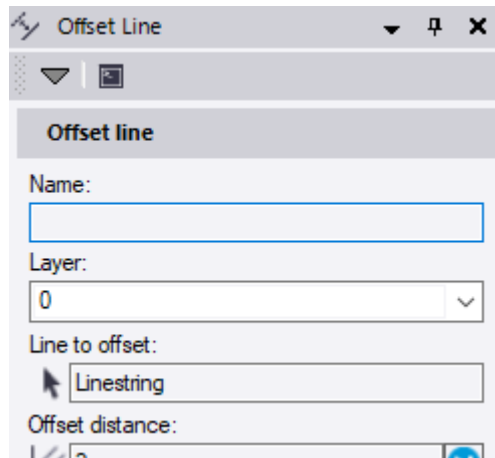 Offset Line
Offset line
Name:
Layer:
0
Line to offset:
Linestring
Offset distance: